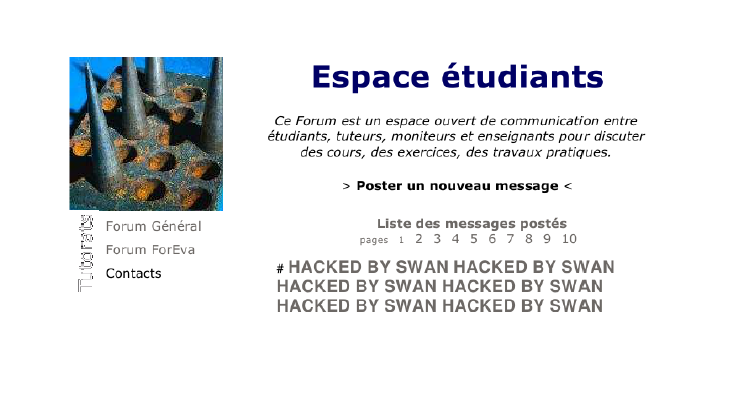 Espace étudiants
Ce Forum est un espace ouvert de communication entre
étudiants, tuteurs, moniteurs et enseignants pour discuter
des cours, des exercices, des travaux pratiques.
> Poster un nouveau message <
Liste des messages postés
pages 1 2 3 4 5 6 7 8 9 10
# HACKED BY SWAN HACKED BY SWAN
HACKED BY SWAN HACKED BY SWAN
HACKED BY SWAN HACKED BY SWAN
Tutorats
Forum Général
Forum ForEva
Contacts